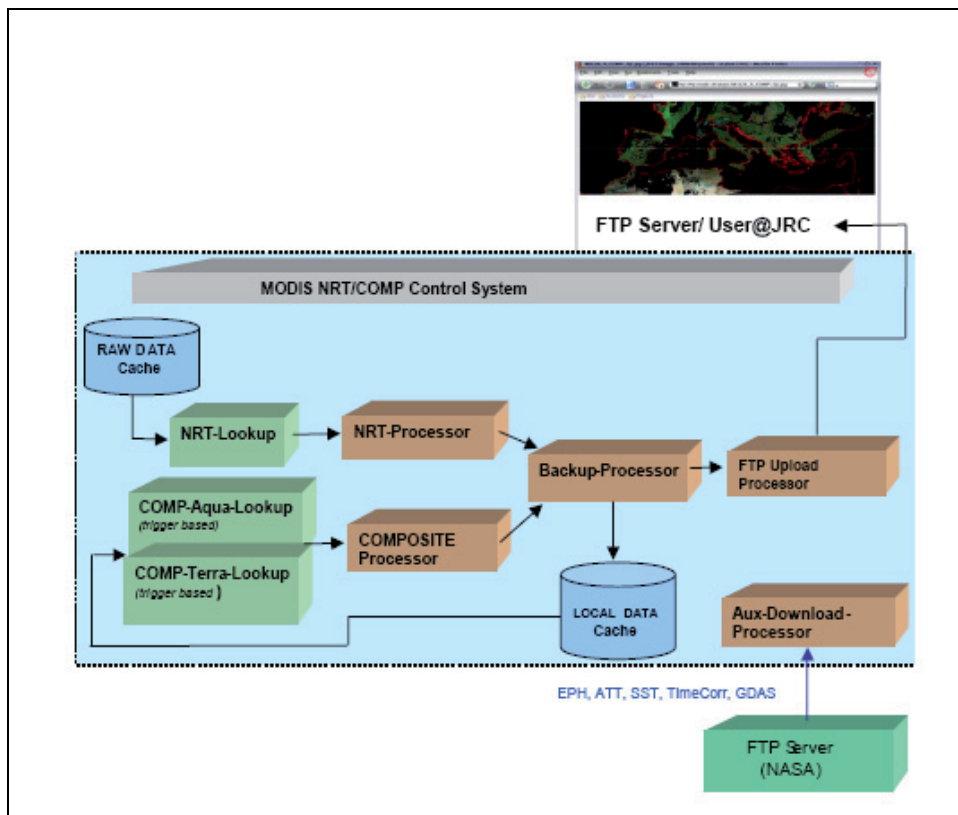 FTP Server/ User@JRC
MODIS NRT/COMP Control System
RAW DATA
Cache
NRT-Lookup
NRT-Processor
Backup-Processor
FTP Upload
Processor
COMP-Aqua-Lookup
(trigger based)
COMP-Terra-Lookup
(trigger based )
COMPOSITE
Processor
LOCAL DATA
Cache
Aux-Download-
Processor
EPH, ATT, SST, TimeCorr, GDAS
FTP Server
(NASA)